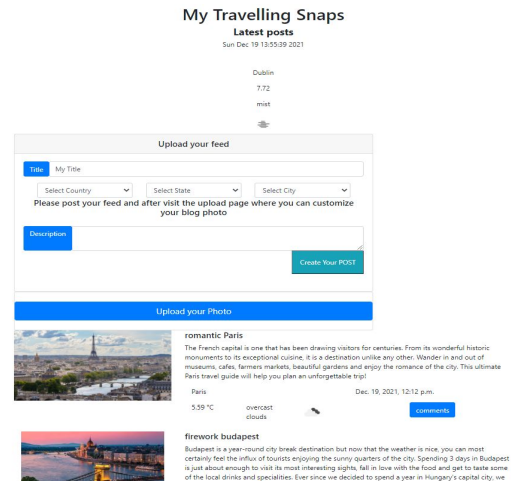 My Travelling Snaps
Latest posts
Sun Dec 19 13:55:39 2021
Dublin
7.72
mist
Upload your feed
Title My Title
Select Country Select State Select City
Please post your feed and after visit the upload page where you can customize
your blog photo
Description
Create Your POST
Upload your Photo
romantic Paris
The French capital is one that has been drawing visitors for centuries. From its wonderful historic
monuments to its exceptional cuisine, it is a destination unlike any other. Wander in and out of
museums, cafes, farmers markets, beautiful gardens and enjoy the romance of the city. This ultimate
Paris travel guide will help you plan an unforgettable trip!
Paris Dec. 19, 2021, 12:12 p.m.
5.59 °C overcast
clouds
comments
firework budapest
Budapest is a year-round city break destination but now that the weather is nice, you can most
certainly feel the influx of tourists enjoying the sunny quarters of the city. Spending 3 days in Budapest
is just about enough to visit its most interesting sights, fall in love with the food and get to taste some
of the local drinks and specialities. Ever since we decided to spend a year in Hungary's capital city, we